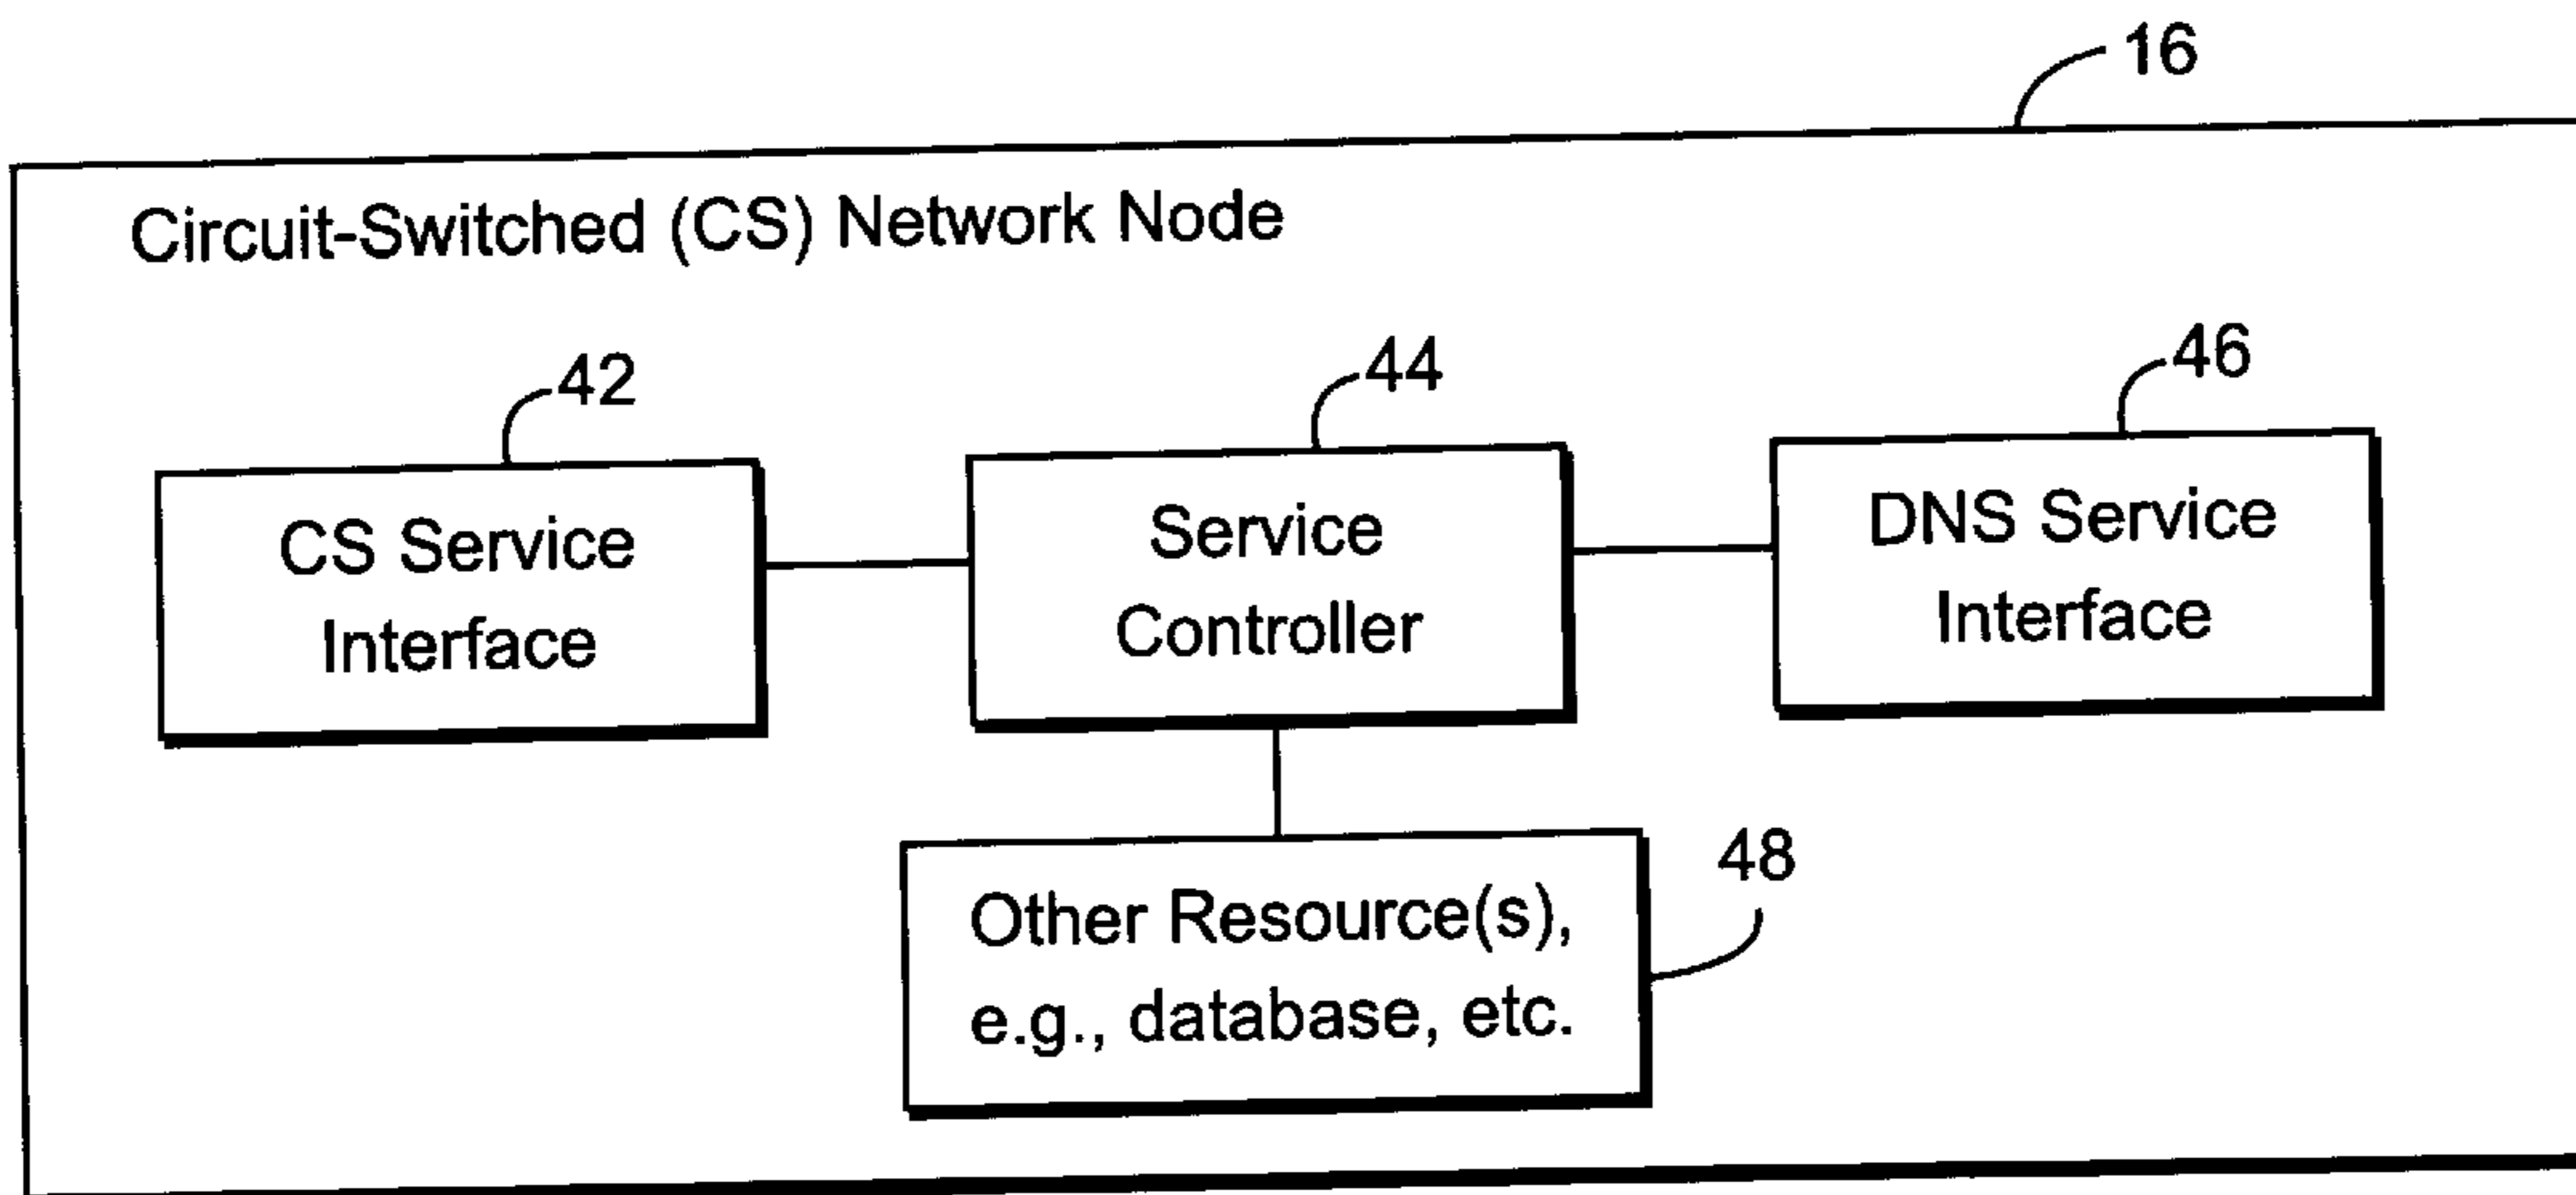 16
Circuit-Switched (CS) Network Node
42
44
46
CS Service
Interface
Service
Controller
DNS Service
Interface
48
Other Resource(s),
e.g., database, etc.